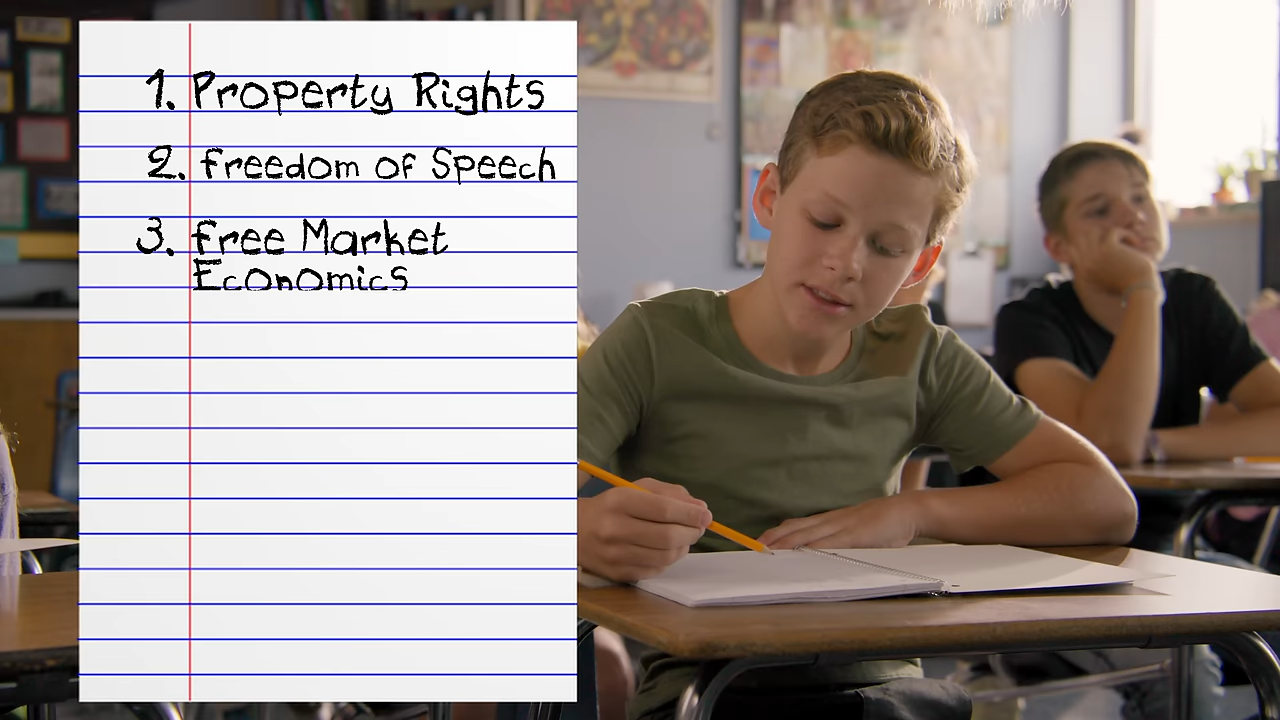 1. Property Rights
2. Freedom of Speech
3. Free Market
Economics